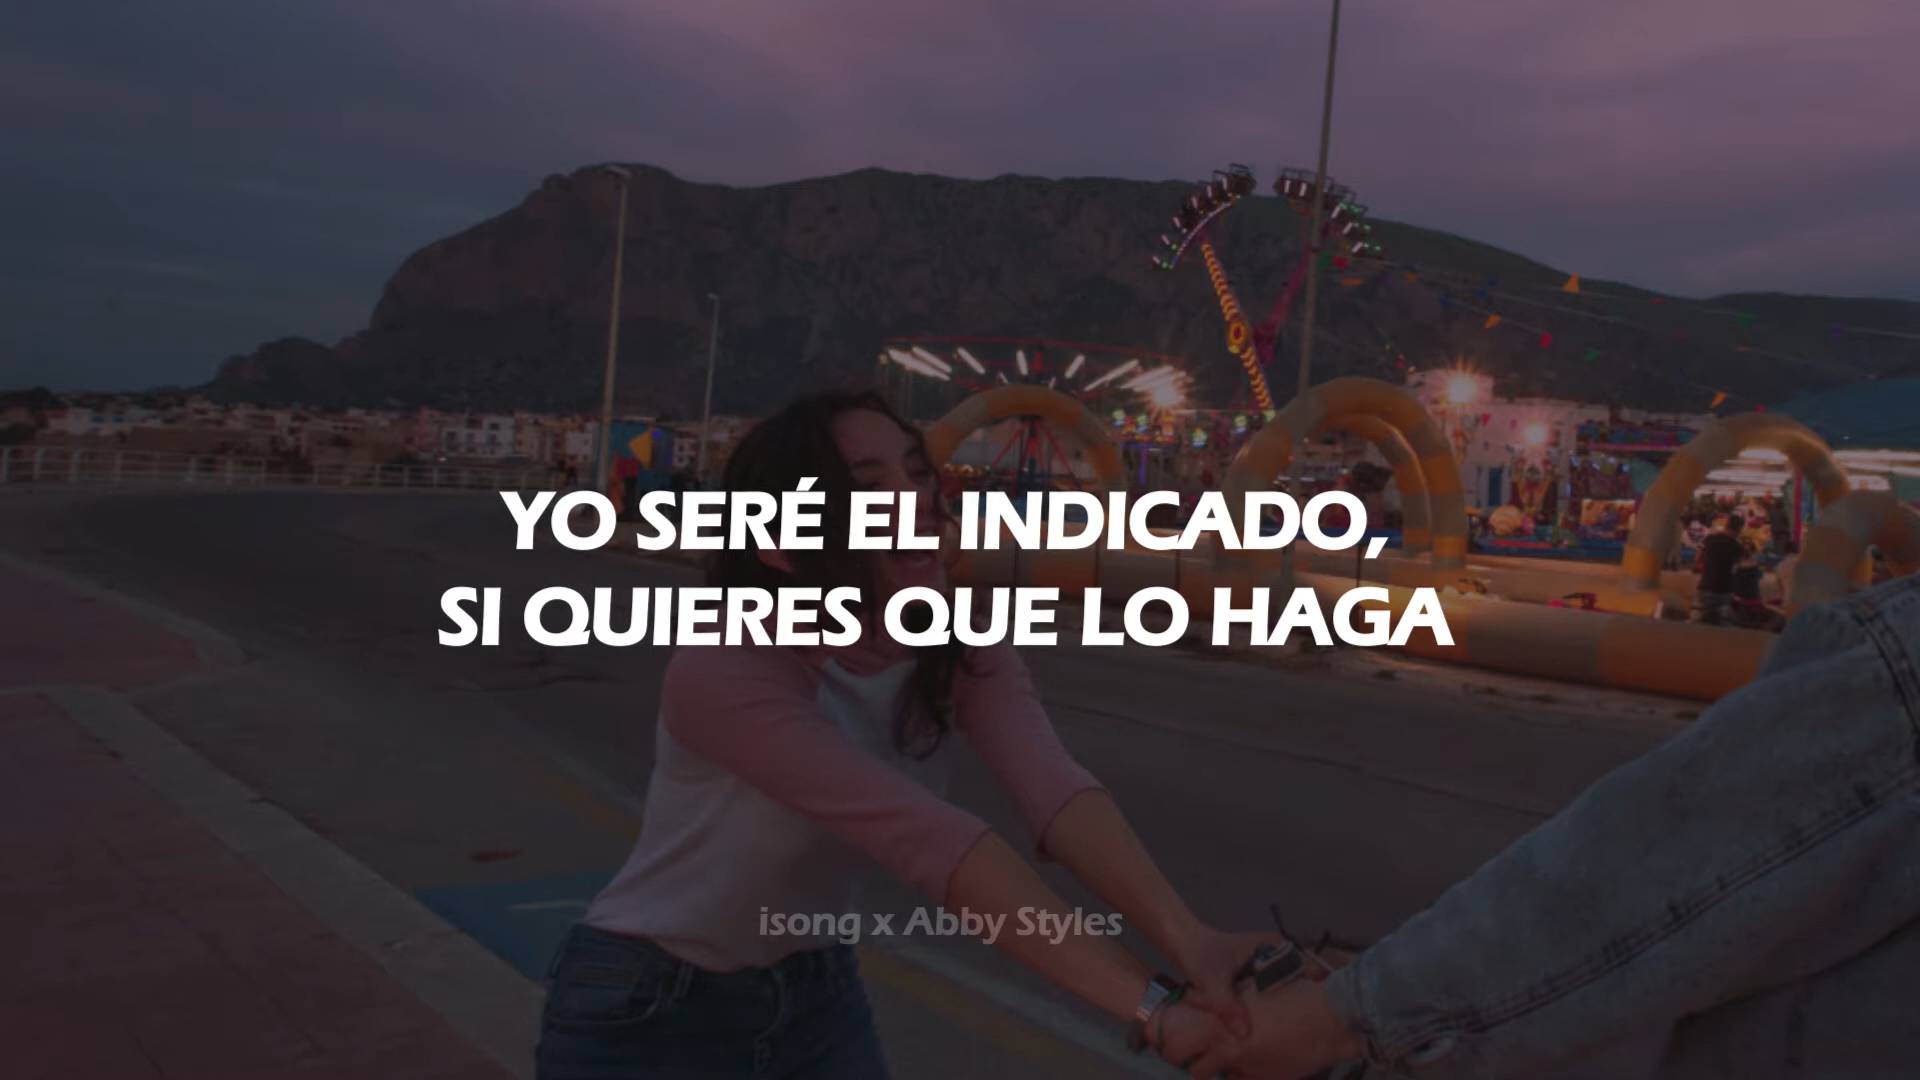 YO SERÉ EL INDICADO,
SI QUIERES QUE LO HAGA
isong x Abby Styles